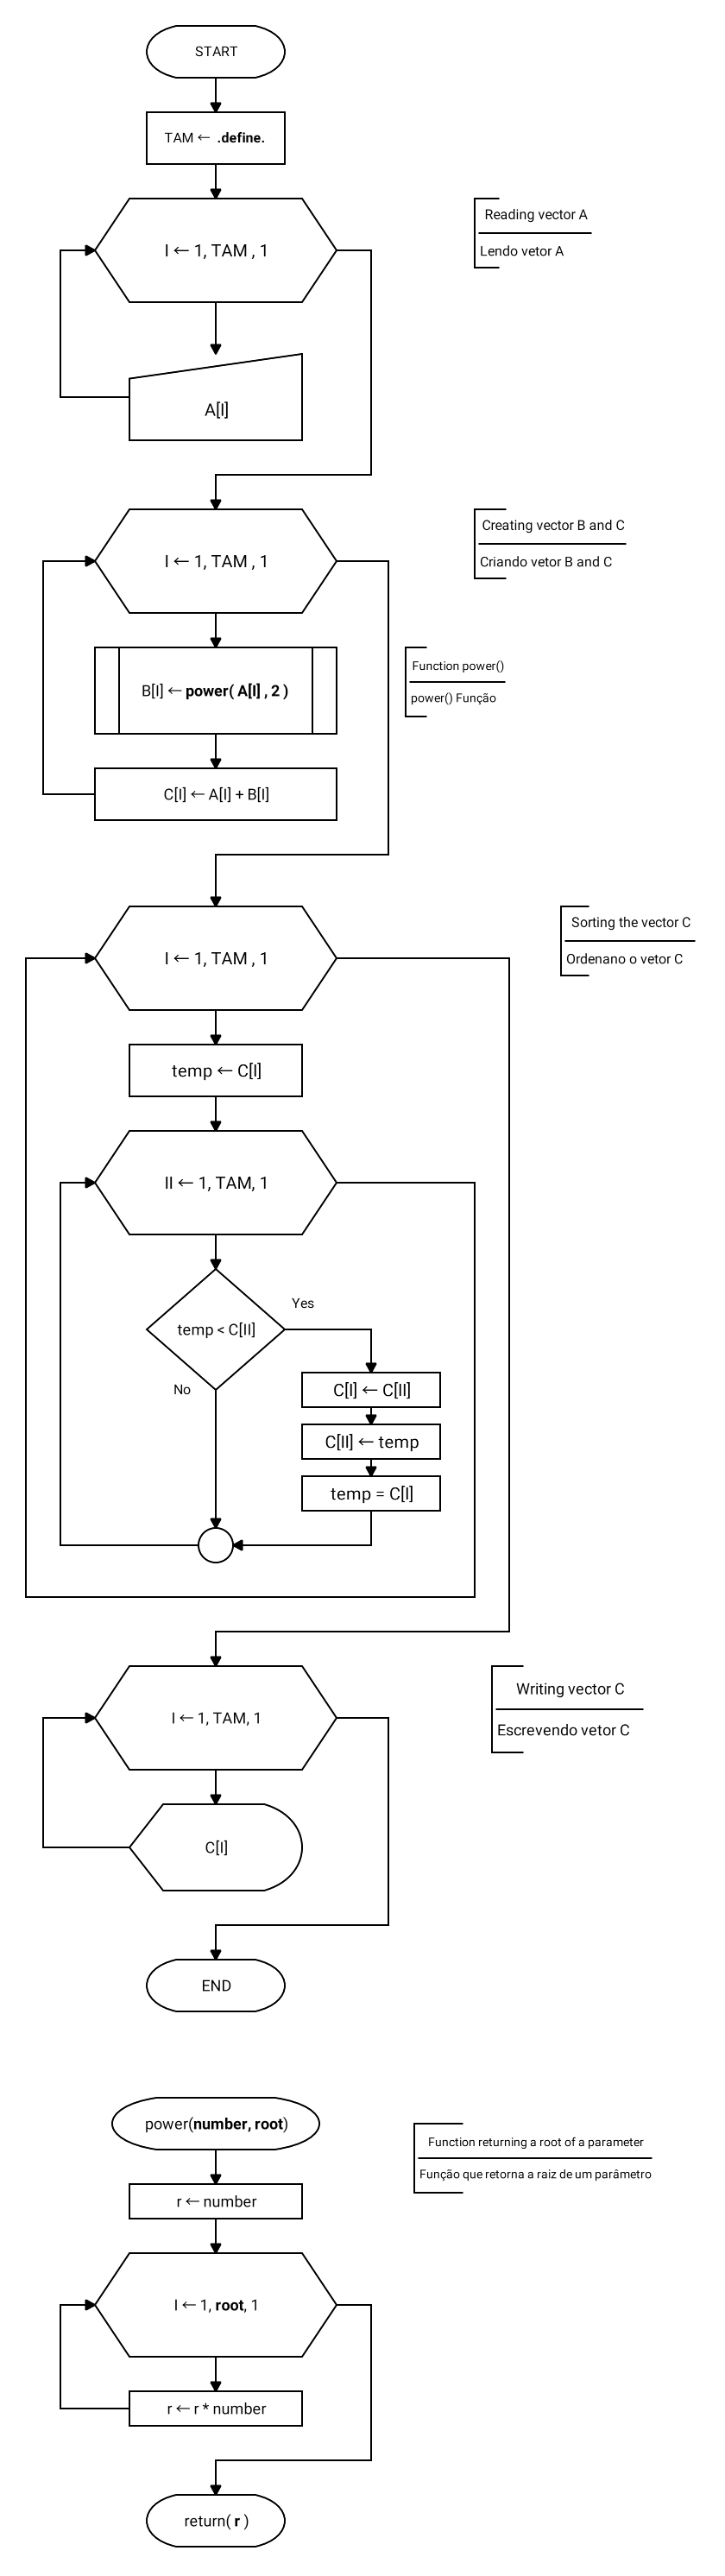 START
TAM ← .define.
I ← 1, TAM , 1
Reading vector A
Lendo vetor A
A[I]
I ← 1, TAM , 1
Creating vector B and C
Criando vetor B and C
B[I] ← power( A[I] , 2 )
Function power()
power() Função
C[I] ← A[I] + B[I]
I ← 1, TAM , 1
Sorting the vector C
Ordenano o vetor C
temp ← C[I]
II ← 1, TAM, 1
temp < C[II]
Yes
No
C[I] ← C[II]
C[II] ← temp
temp = C[I]
I ← 1, TAM, 1
Writing vector C
Escrevendo vetor C
C[I]
END
power(number, root)
Function returning a root of a parameter
Função que retorna a raiz de um parâmetro
r ← number
I ← 1, root, 1
r ← r * number
return( r )